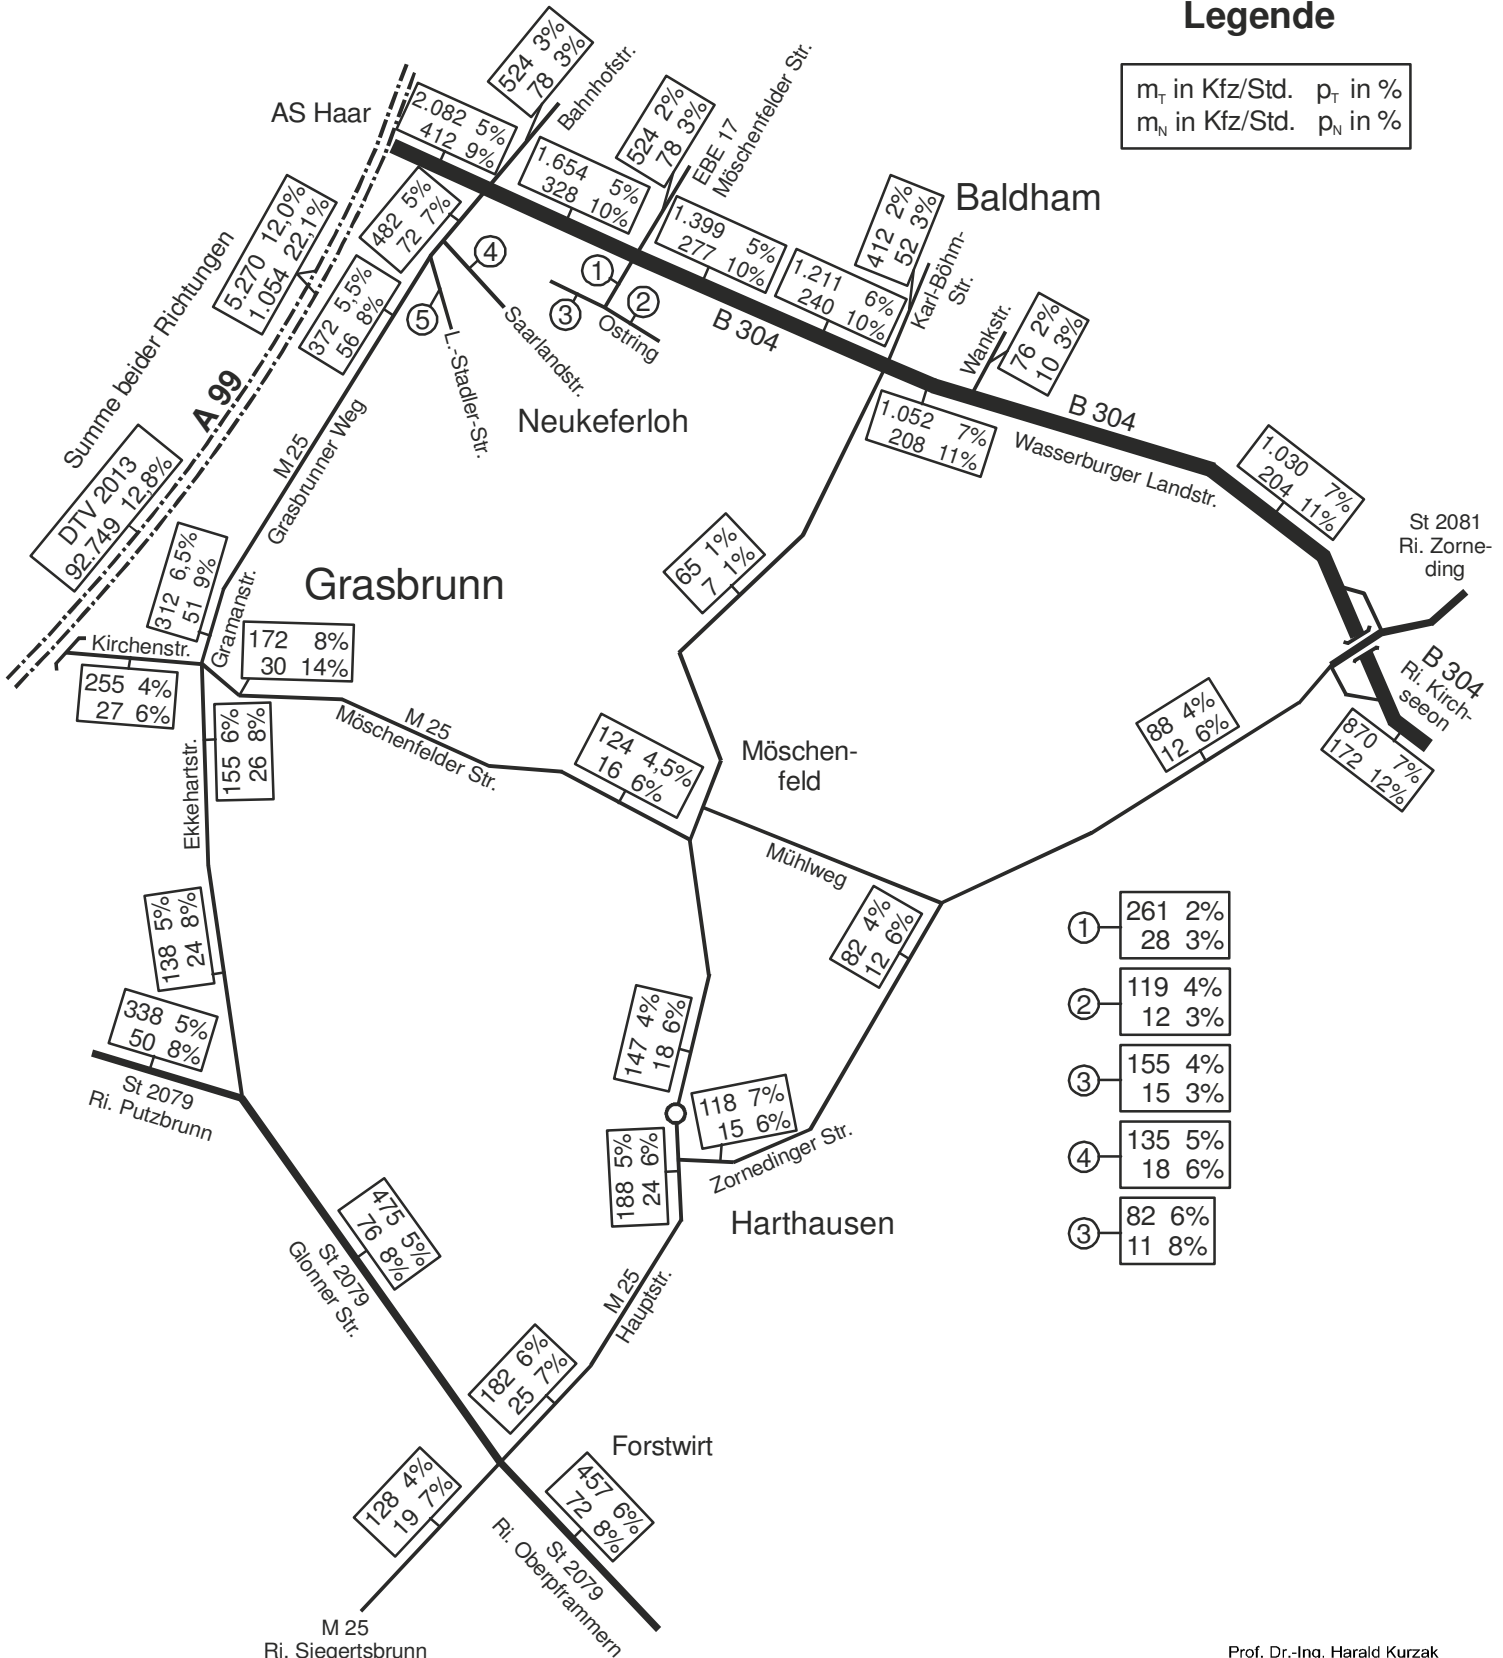 Legende
m_T in Kfz/Std. p_T in %
m_N in Kfz/Std. p_N in %
AS Haar
2.082 5%
412 9%
524 3%
78 3%
Bahnhofstr.
1.654 5%
328 10%
524 2%
78 3%
EBE 17
Möschenfelder Str.
1.399 5%
277 10%
1.211 6%
240 10%
412 2%
52 3%
Karl-Böhm-
Str.
Baldham
Wankstr.
76 2%
10 3%
482 5%
72 7%
372 5,5%
56 8%
5.270 12,0%
1.054 22,1%
Summe beider Richtungen
A 99
DTV 2013
92.749 12,8%
4
5
1
2
3
Ostring
Saarlandstr.
L.-Stadler-Str.
Neukeferloh
B 304
B 304
1.052 7%
208 11%
Wasserburger Landstr.
1.030 7%
204 11%
St 2081
Ri. Zorne-
ding
B 304
Ri. Kirch-
seeon
870 7%
172 12%
M 25
Grasbrunner Weg
312 6,5%
51 9%
Gramanstr.
Grasbrunn
Kirchenstr.
255 4%
27 6%
172 8%
30 14%
155 6%
26 8%
Ekkehartstr.
M 25
Möschenfelder Str.
65 1%
7 1%
124 4,5%
16 6%
Möschen-
feld
Mühlweg
88 4%
12 6%
82 4%
12 6%
138 5%
24 8%
338 5%
50 8%
St 2079
Ri. Putzbrunn
147 4%
18 6%
118 7%
15 6%
Zornedinger Str.
188 5%
24 6%
Harthausen
475 5%
76 8%
St 2079
Glonner Str.
M 25
Hauptstr.
182 6%
25 7%
Forstwirt
128 4%
19 7%
457 6%
72 8%
St 2079
Ri. Oberpframmern
M 25
Ri. Siegertsbrunn
1
261 2%
28 3%
2
119 4%
12 3%
3
155 4%
15 3%
4
135 5%
18 6%
3
82 6%
11 8%
Prof. Dr.-Ing. Harald Kurzak